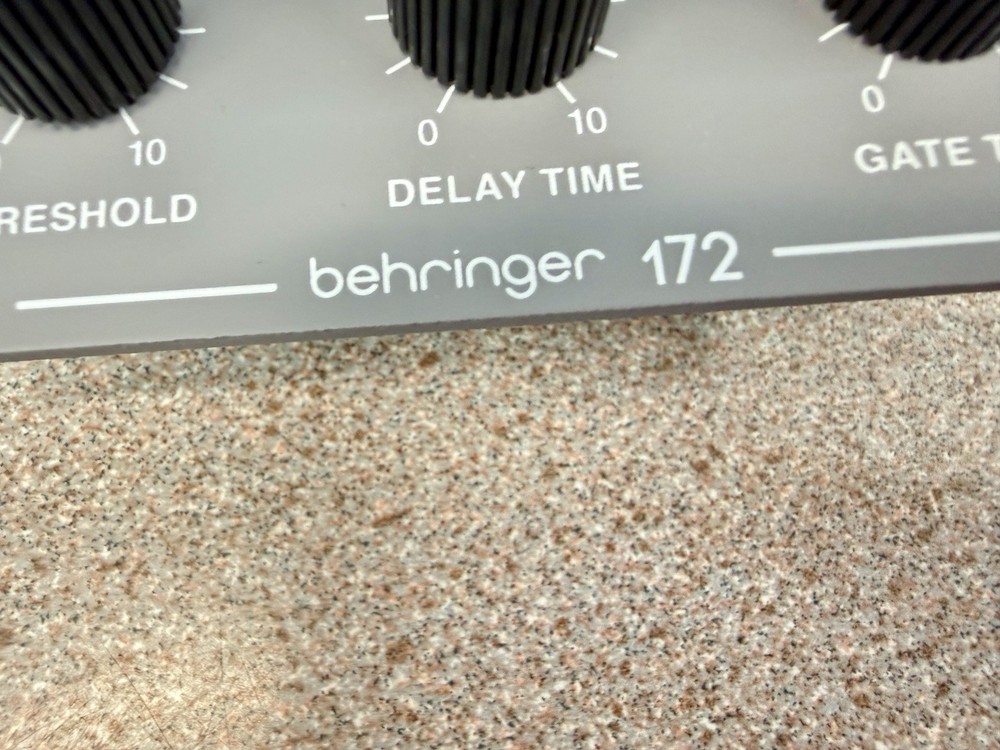 10 0 10 0
RESHOLD DELAY TIME GATE T
behringer 172